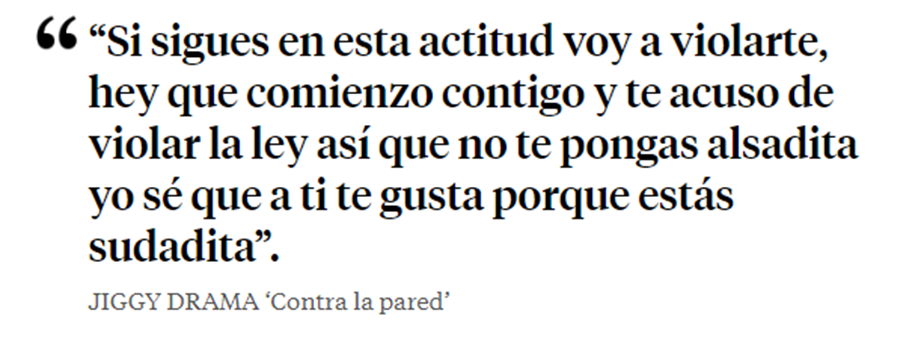 “ “Si sigues en esta actitud voy a violarte,
hey que comienzo contigo y te acuso de
violar la ley así que no te pongas alsadita
yo sé que a ti te gusta porque estás
sudadita”.
JIGGY DRAMA ‘Contra la pared’